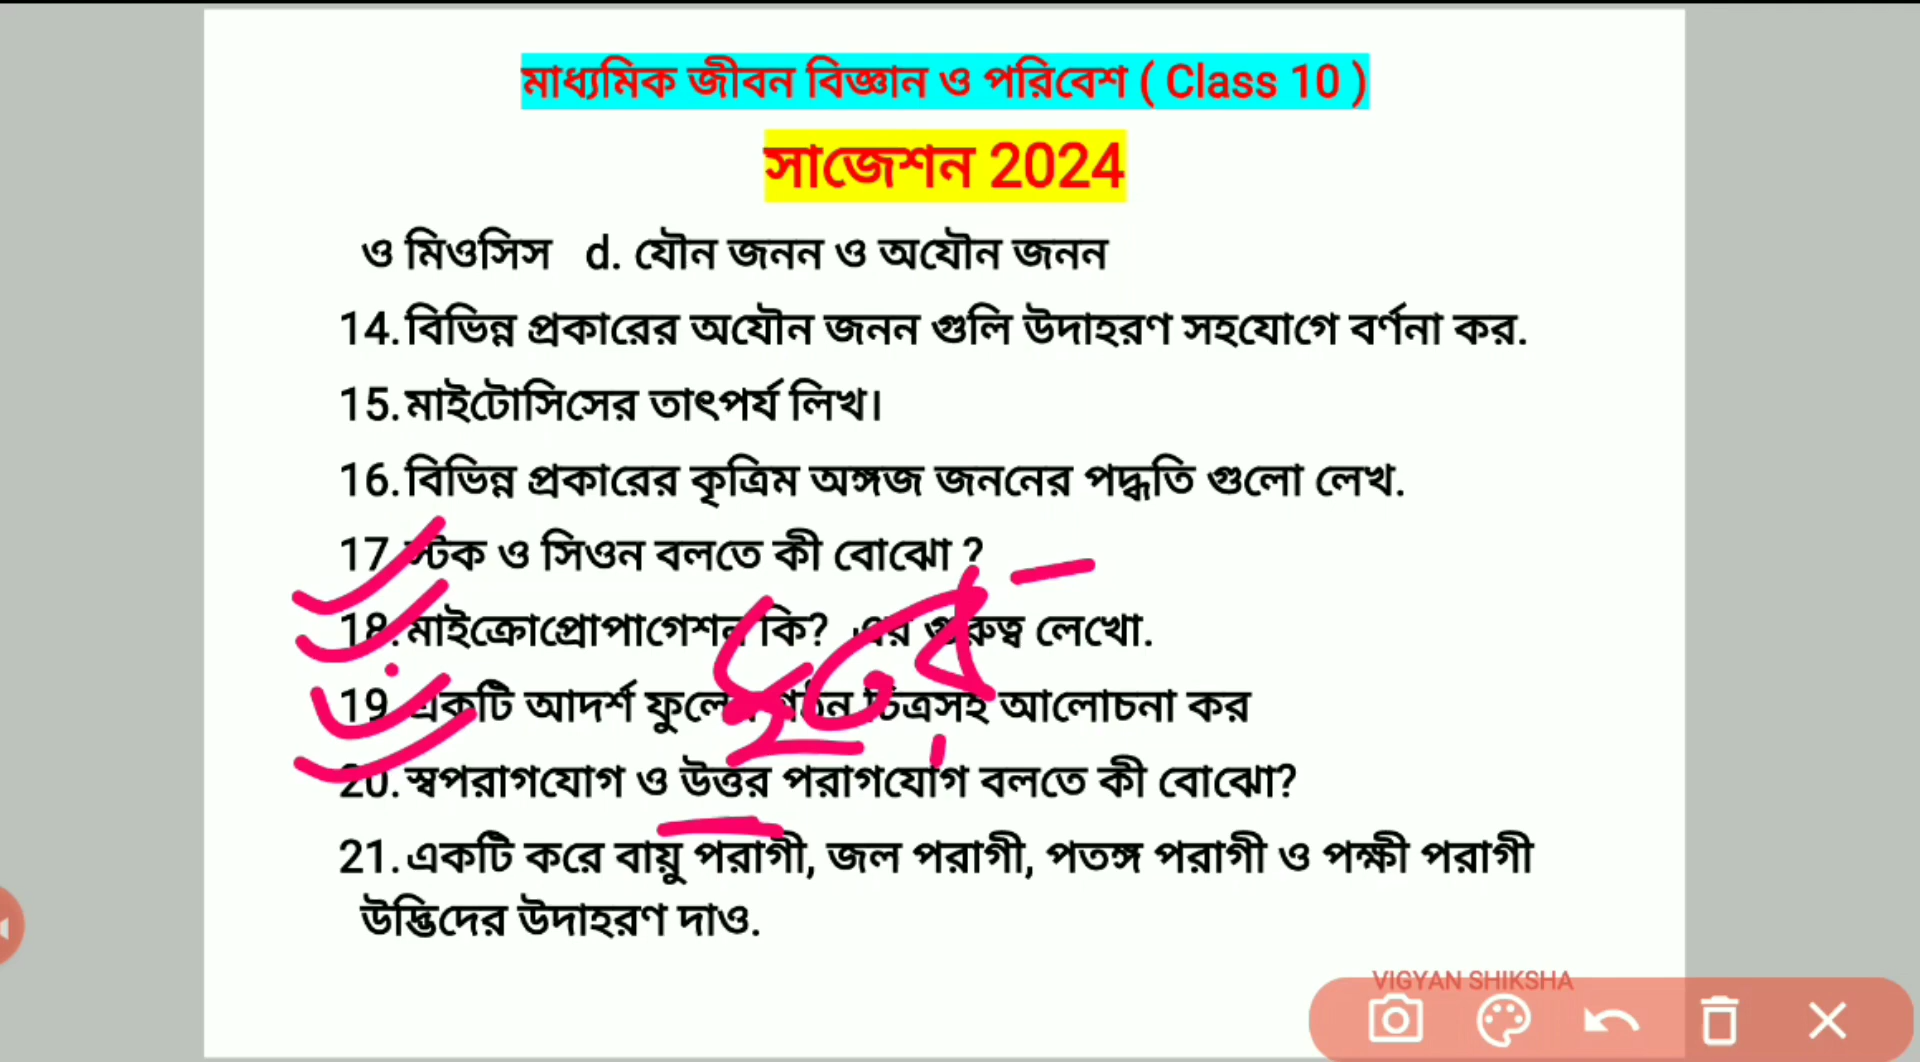 মাধ্যমিক জীবন বিজ্ঞান ও পরিবেশ ( Class 10 )
সাজেশন 2024
ও মিওসিস d. যৌন জনন ও অযৌন জনন
14.বিভিন্ন প্রকারের অযৌন জনন গুলি উদাহরণ সহযোগে বর্ণনা কর.
15.মাইটোসিসের তাৎপর্য লিখ।
16.বিভিন্ন প্রকারের কৃত্রিম অঙ্গজ জননের পদ্ধতি গুলো লেখ.
17.স্টক ও সিওন বলতে কী বোঝো ?
18.মাইক্রোপ্রোপাগেশন কি? এর গুরুত্ব লেখো.
19.একটি আদর্শ ফুলের গঠন চিত্রসহ আলোচনা কর
20.স্বপরাগযোগ ও উত্তর পরাগযোগ বলতে কী বোঝো?
21.একটি করে বায়ু পরাগী, জল পরাগী, পতঙ্গ পরাগী ও পক্ষী পরাগী
উদ্ভিদের উদাহরণ দাও.
VIGYAN SHIKSHA